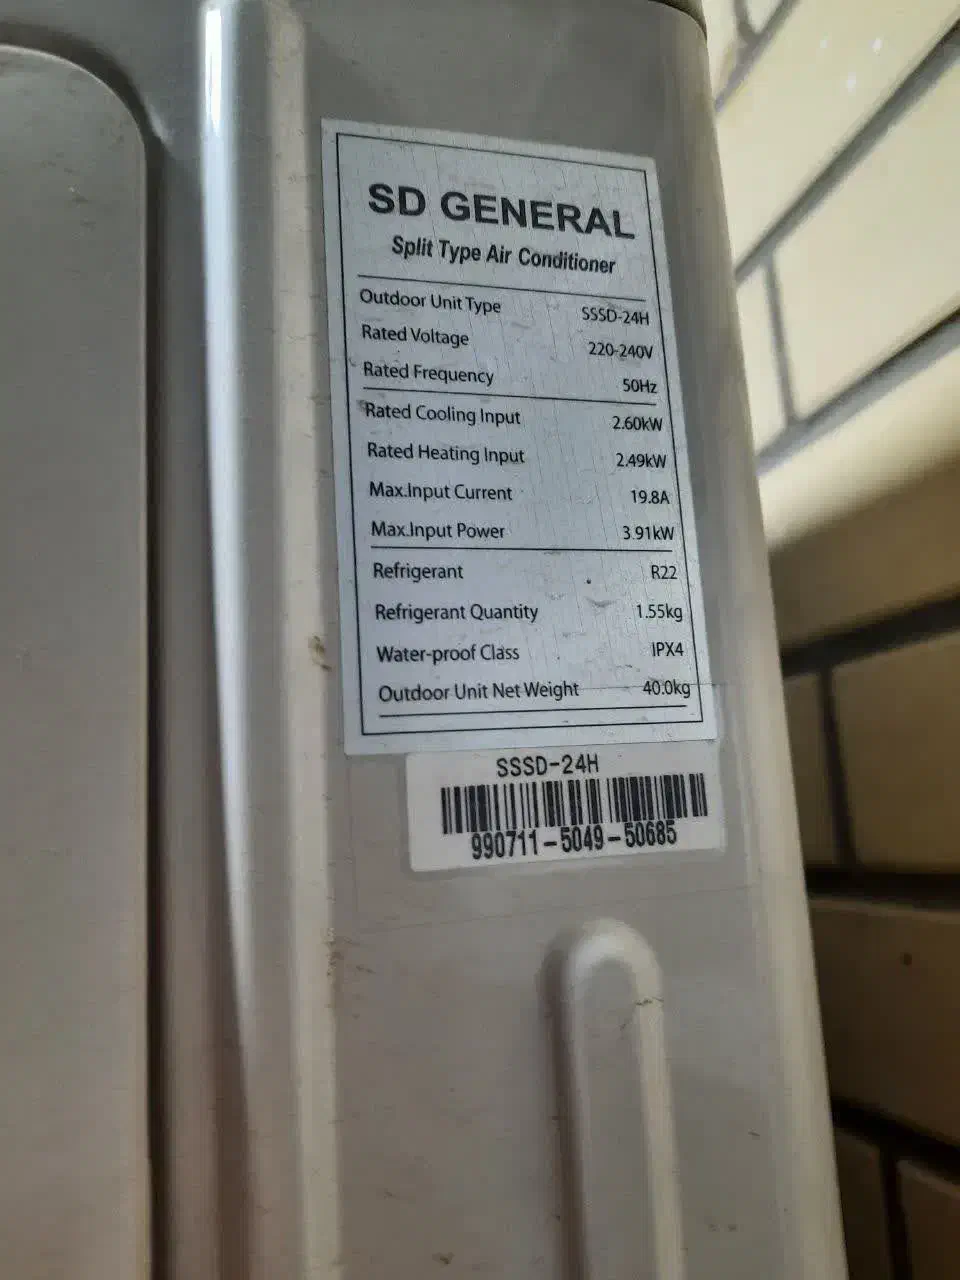 SD GENERAL
Split Type Air Conditioner
Outdoor Unit Type SSSD-24H
Rated Voltage 220-240V
Rated Frequency 50Hz
Rated Cooling Input 2.60kW
Rated Heating Input 2.49kW
Max.Input Current 19.8A
Max.Input Power 3.91kW
Refrigerant R22
Refrigerant Quantity 1.55kg
Water-proof Class IPX4
Outdoor Unit Net Weight 40.0kg
SSSD-24H
990711-5049-50685